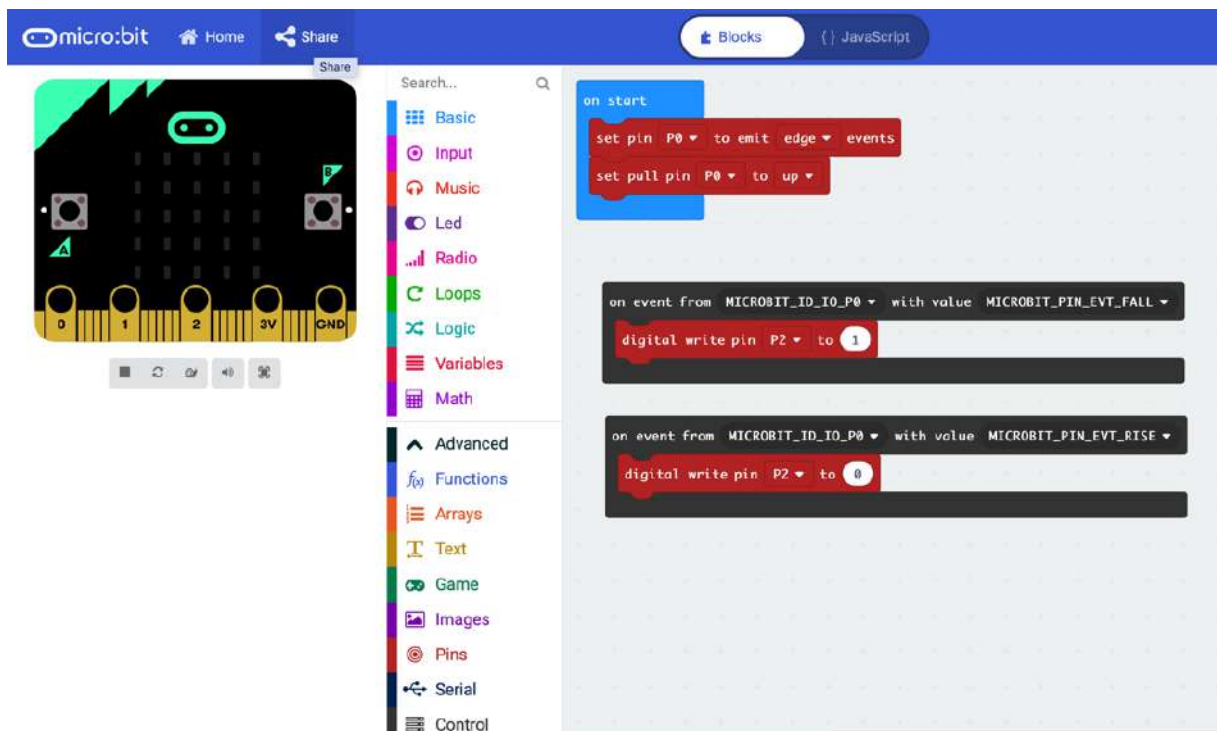 micro:bit Home Share Blocks {} JavaScript
Share
Search...
Basic
Input
Music
Led
Radio
Loops
Logic
Variables
Math
Advanced
f(x) Functions
Arrays
Text
Game
Images
Pins
Serial
Control
A
B
0 1 2 3V GND
on start
set pin P0 to emit edge events
set pull pin P0 to up
on event from MICROBIT_ID_IO_P0 with value MICROBIT_PIN_EVT_FALL
digital write pin P2 to 1
on event from MICROBIT_ID_IO_P0 with value MICROBIT_PIN_EVT_RISE
digital write pin P2 to 0